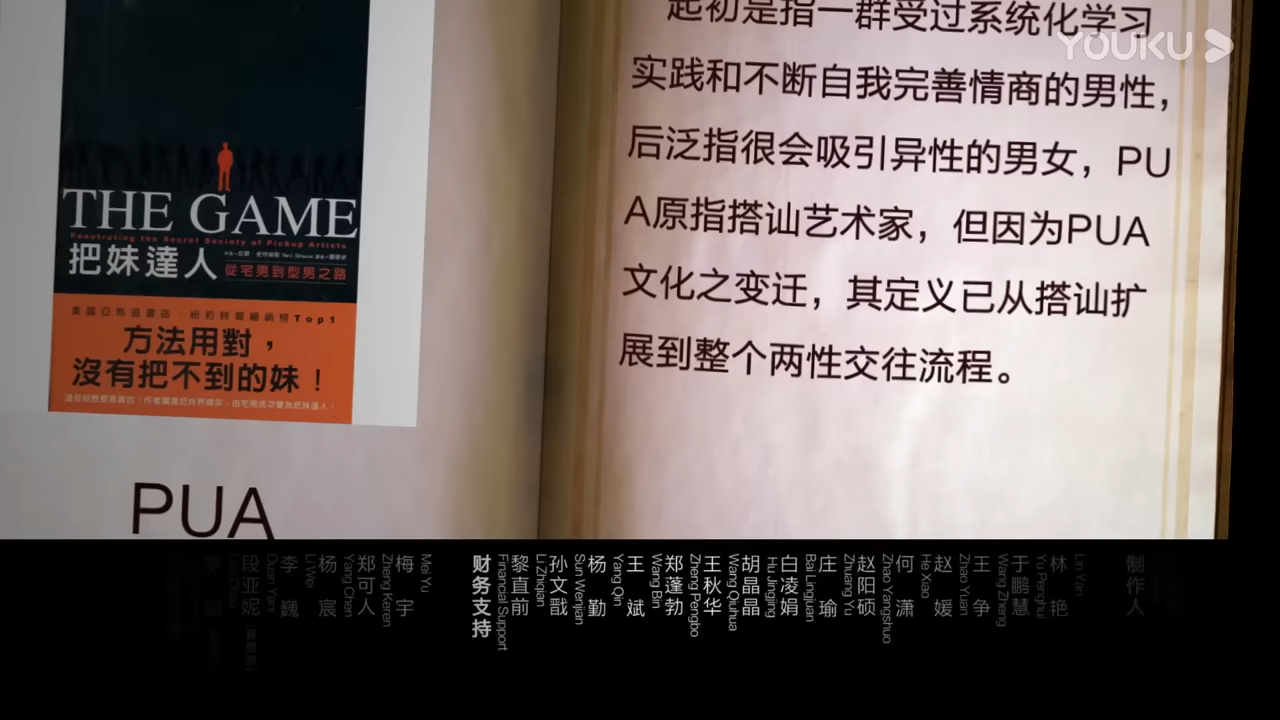 起初是指一群受过系统化学习
YOUKU
实践和不断自我完善情商的男性，
后泛指很会吸引异性的男女，PU
A原指搭讪艺术家，但因为PUA
文化之变迁，其定义已从搭讪扩
展到整个两性交往流程。
THE GAME
Penetrating the Secret Society of Pickup Artists
把妹達人
從宅男到型男之路
美國亞馬遜書店、紐約時報暢銷榜Top1
方法用對，
沒有把不到的妹！
PUA
段亚妮
Duan Yani
李 巍
Li Wei
杨 宸
Yang Chen
郑可人
Zheng Keren
梅 宇
Mei Yu
财务支持
Financial Support
黎直前
Li Zhiqian
孙文戬
Sun Wenjian
杨 勤
Yang Qin
王 斌
Wang Bin
郑蓬勃
Zheng Pengbo
王秋华
Wang Qiuhua
胡晶晶
Hu Jingjing
白凌娟
Bai Lingjuan
庄 瑜
Zhuang Yu
赵阳硕
Zhao Yangshuo
何 潇
He Xiao
赵 媛
Zhao Yuan
王 争
Wang Zheng
于鹏慧
Yu Penghui
林 艳
Lin Yan
制作人